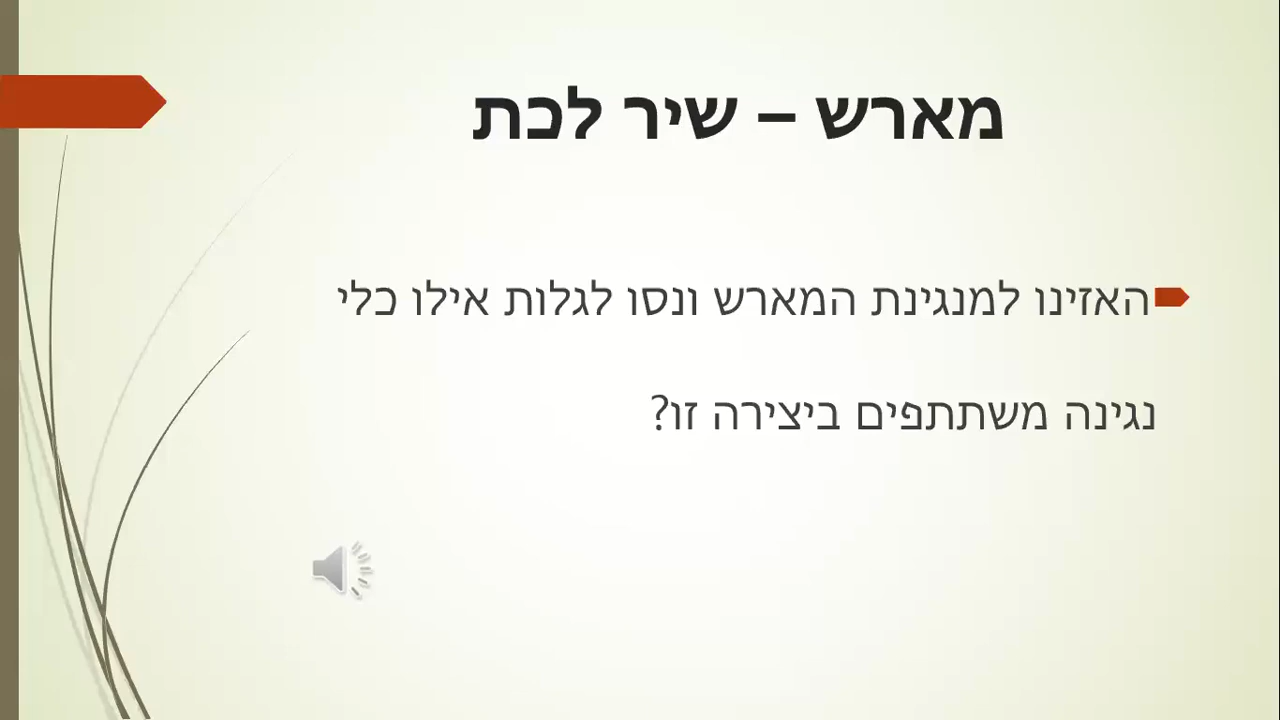 מארש – שיר לכת
האזינו למנגינת המארש ונסו לגלות אילו כלי
נגינה משתתפים ביצירה זו?